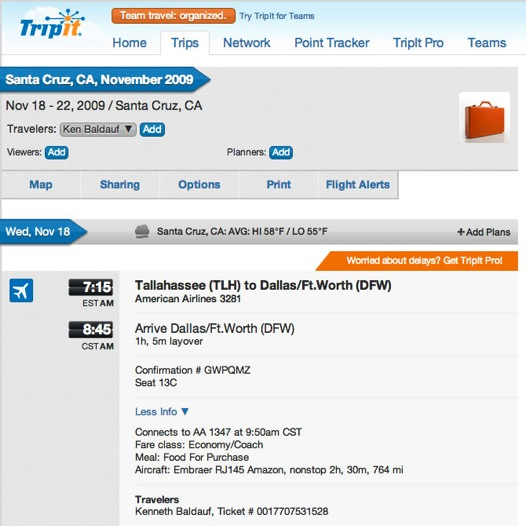 Team travel: organized. Try TripIt for Teams
Tripit.
Home Trips Network Point Tracker TripIt Pro Teams
Santa Cruz, CA, November 2009
Nov 18 - 22, 2009 / Santa Cruz, CA
Travelers: Ken Baldauf ▼ Add
Viewers: Add Planners: Add
Map Sharing Options Print Flight Alerts
Wed, Nov 18 Santa Cruz, CA: AVG: HI 58°F / LO 55°F +Add Plans
Worried about delays? Get TripIt Pro!
7:15 Tallahassee (TLH) to Dallas/Ft.Worth (DFW)
EST AM American Airlines 3281
8:45 Arrive Dallas/Ft.Worth (DFW)
CST AM 1h, 5m layover
Confirmation # GWPQMZ
Seat 13C
Less Info ▼
Connects to AA 1347 at 9:50am CST
Fare class: Economy/Coach
Meal: Food For Purchase
Aircraft: Embraer RJ145 Amazon, nonstop 2h, 30m, 764 mi
Travelers
Kenneth Baldauf, Ticket # 0017707531528